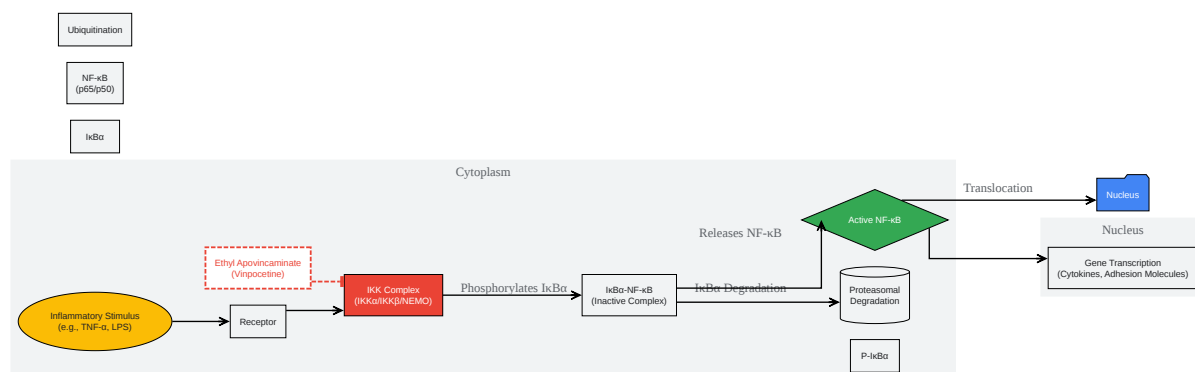 Ubiquitination
NF-κB
(p65/p50)
IκBα
Cytoplasm
Translocation
Nucleus
Active NF-κB
Releases NF-κB
Nucleus
Ethyl Apovincaminate
(Vinpocetine)
Gene Transcription
(Cytokines, Adhesion Molecules)
IKK Complex
(IKKα/IKKβ/NEMO)
Phosphorylates IκBα
IκBα-NF-κB
(Inactive Complex)
IκBα Degradation
Proteasomal
Degradation
Inflammatory Stimulus
(e.g., TNF-α, LPS)
Receptor
P-IκBα